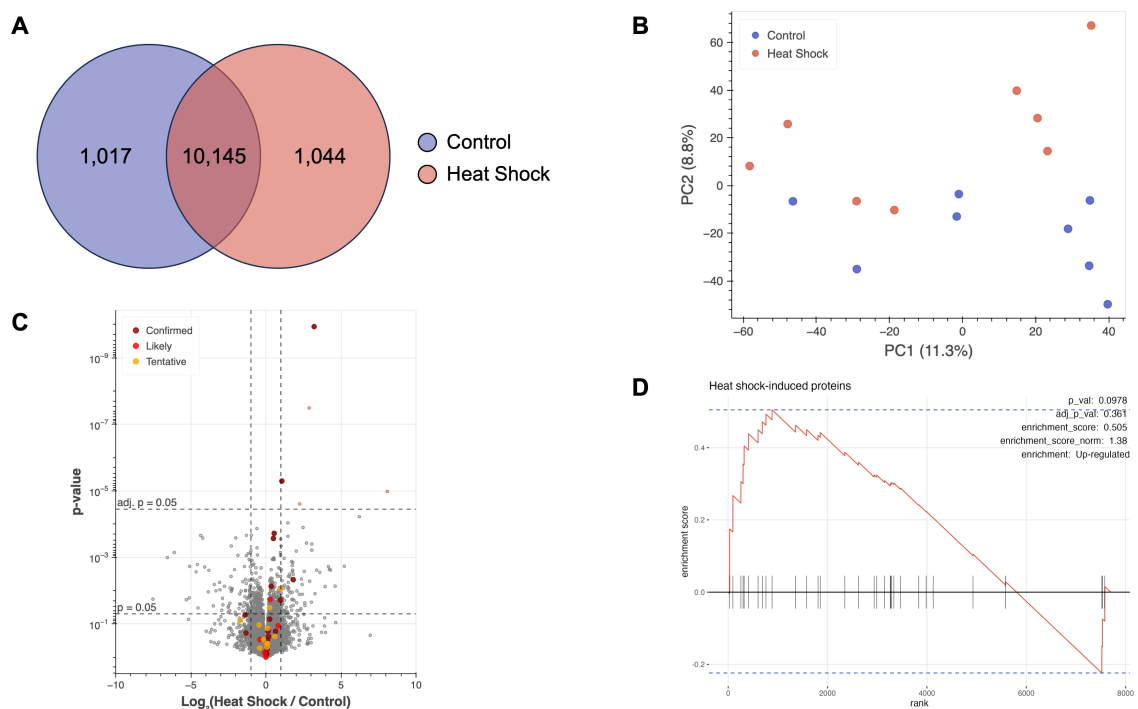 A
1,017
10,145
1,044
Control
Heat Shock
B
Control
Heat Shock
60
40
20
0
−20
−40
PC2 (8.8%)
−60
−40
−20
0
20
40
PC1 (11.3%)
C
Confirmed
Likely
Tentative
10⁻⁹
10⁻⁷
10⁻⁵
10⁻³
10⁻¹
p-value
adj. p = 0.05
p = 0.05
−10
−5
0
5
10
Log₂(Heat Shock / Control)
D
Heat shock-induced proteins
p_val: 0.0978
adj_p_val: 0.361
enrichment_score: 0.505
enrichment_score_norm: 1.38
enrichment: Up-regulated
0.4
0.2
0.0
-0.2
enrichment score
0
2000
4000
6000
8000
rank